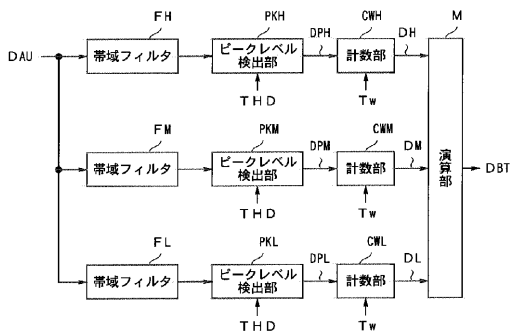 FH
PKH
CWH
M
DAU
帯域フィルタ
ピークレベル
検出部
DPH
計数部
DH
THD
Tw
FM
PKM
CWM
帯域フィルタ
ピークレベル
検出部
DPM
計数部
DM
演算部
DBT
THD
Tw
FL
PKL
CWL
帯域フィルタ
ピークレベル
検出部
DPL
計数部
DL
THD
Tw